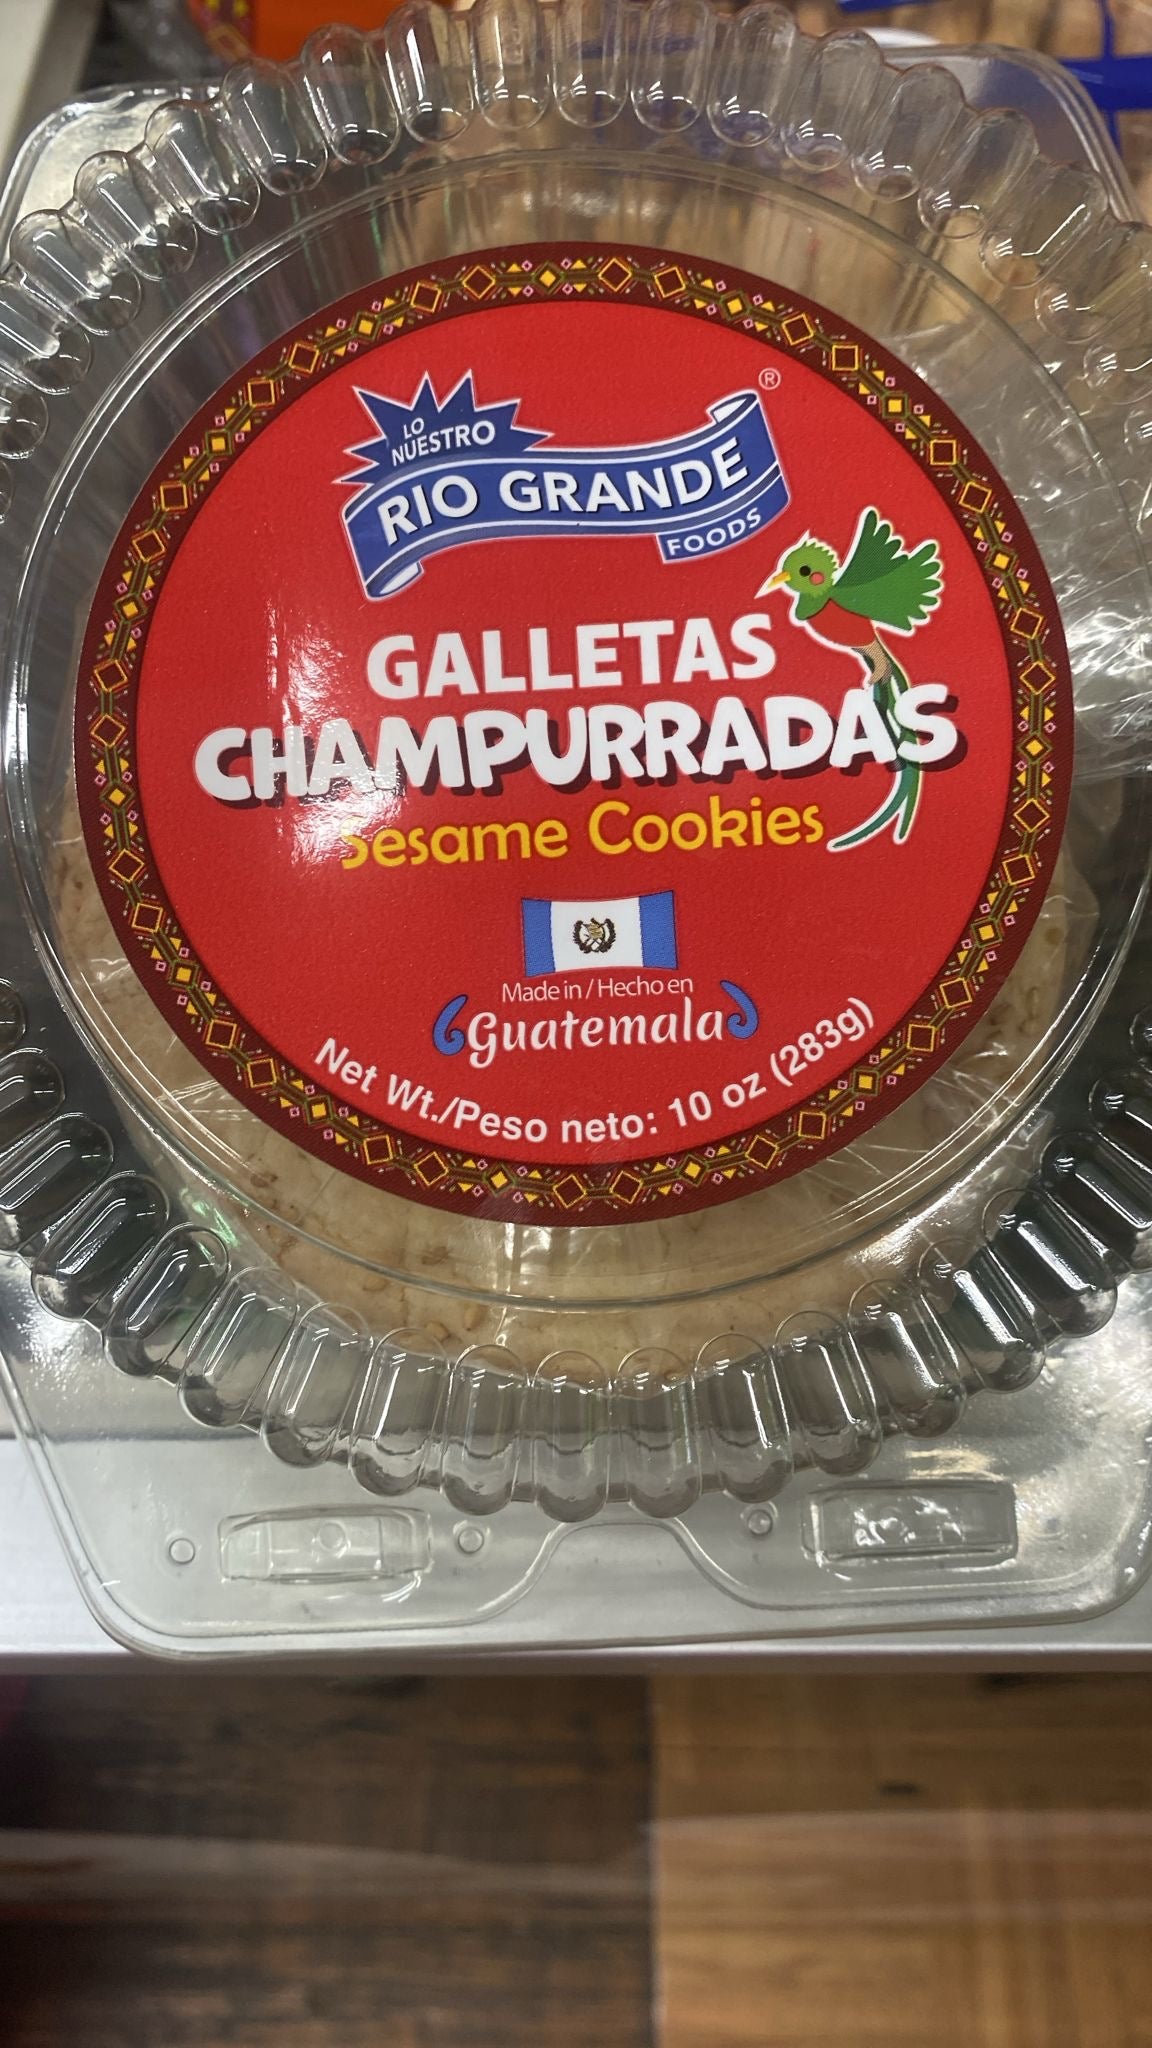 LO
NUESTRO
RIO GRANDE
®
FOODS
GALLETAS
CHAMPURRADAS
Sesame Cookies
Made in / Hecho en
Guatemala
Net Wt./Peso neto: 10 oz (283g)